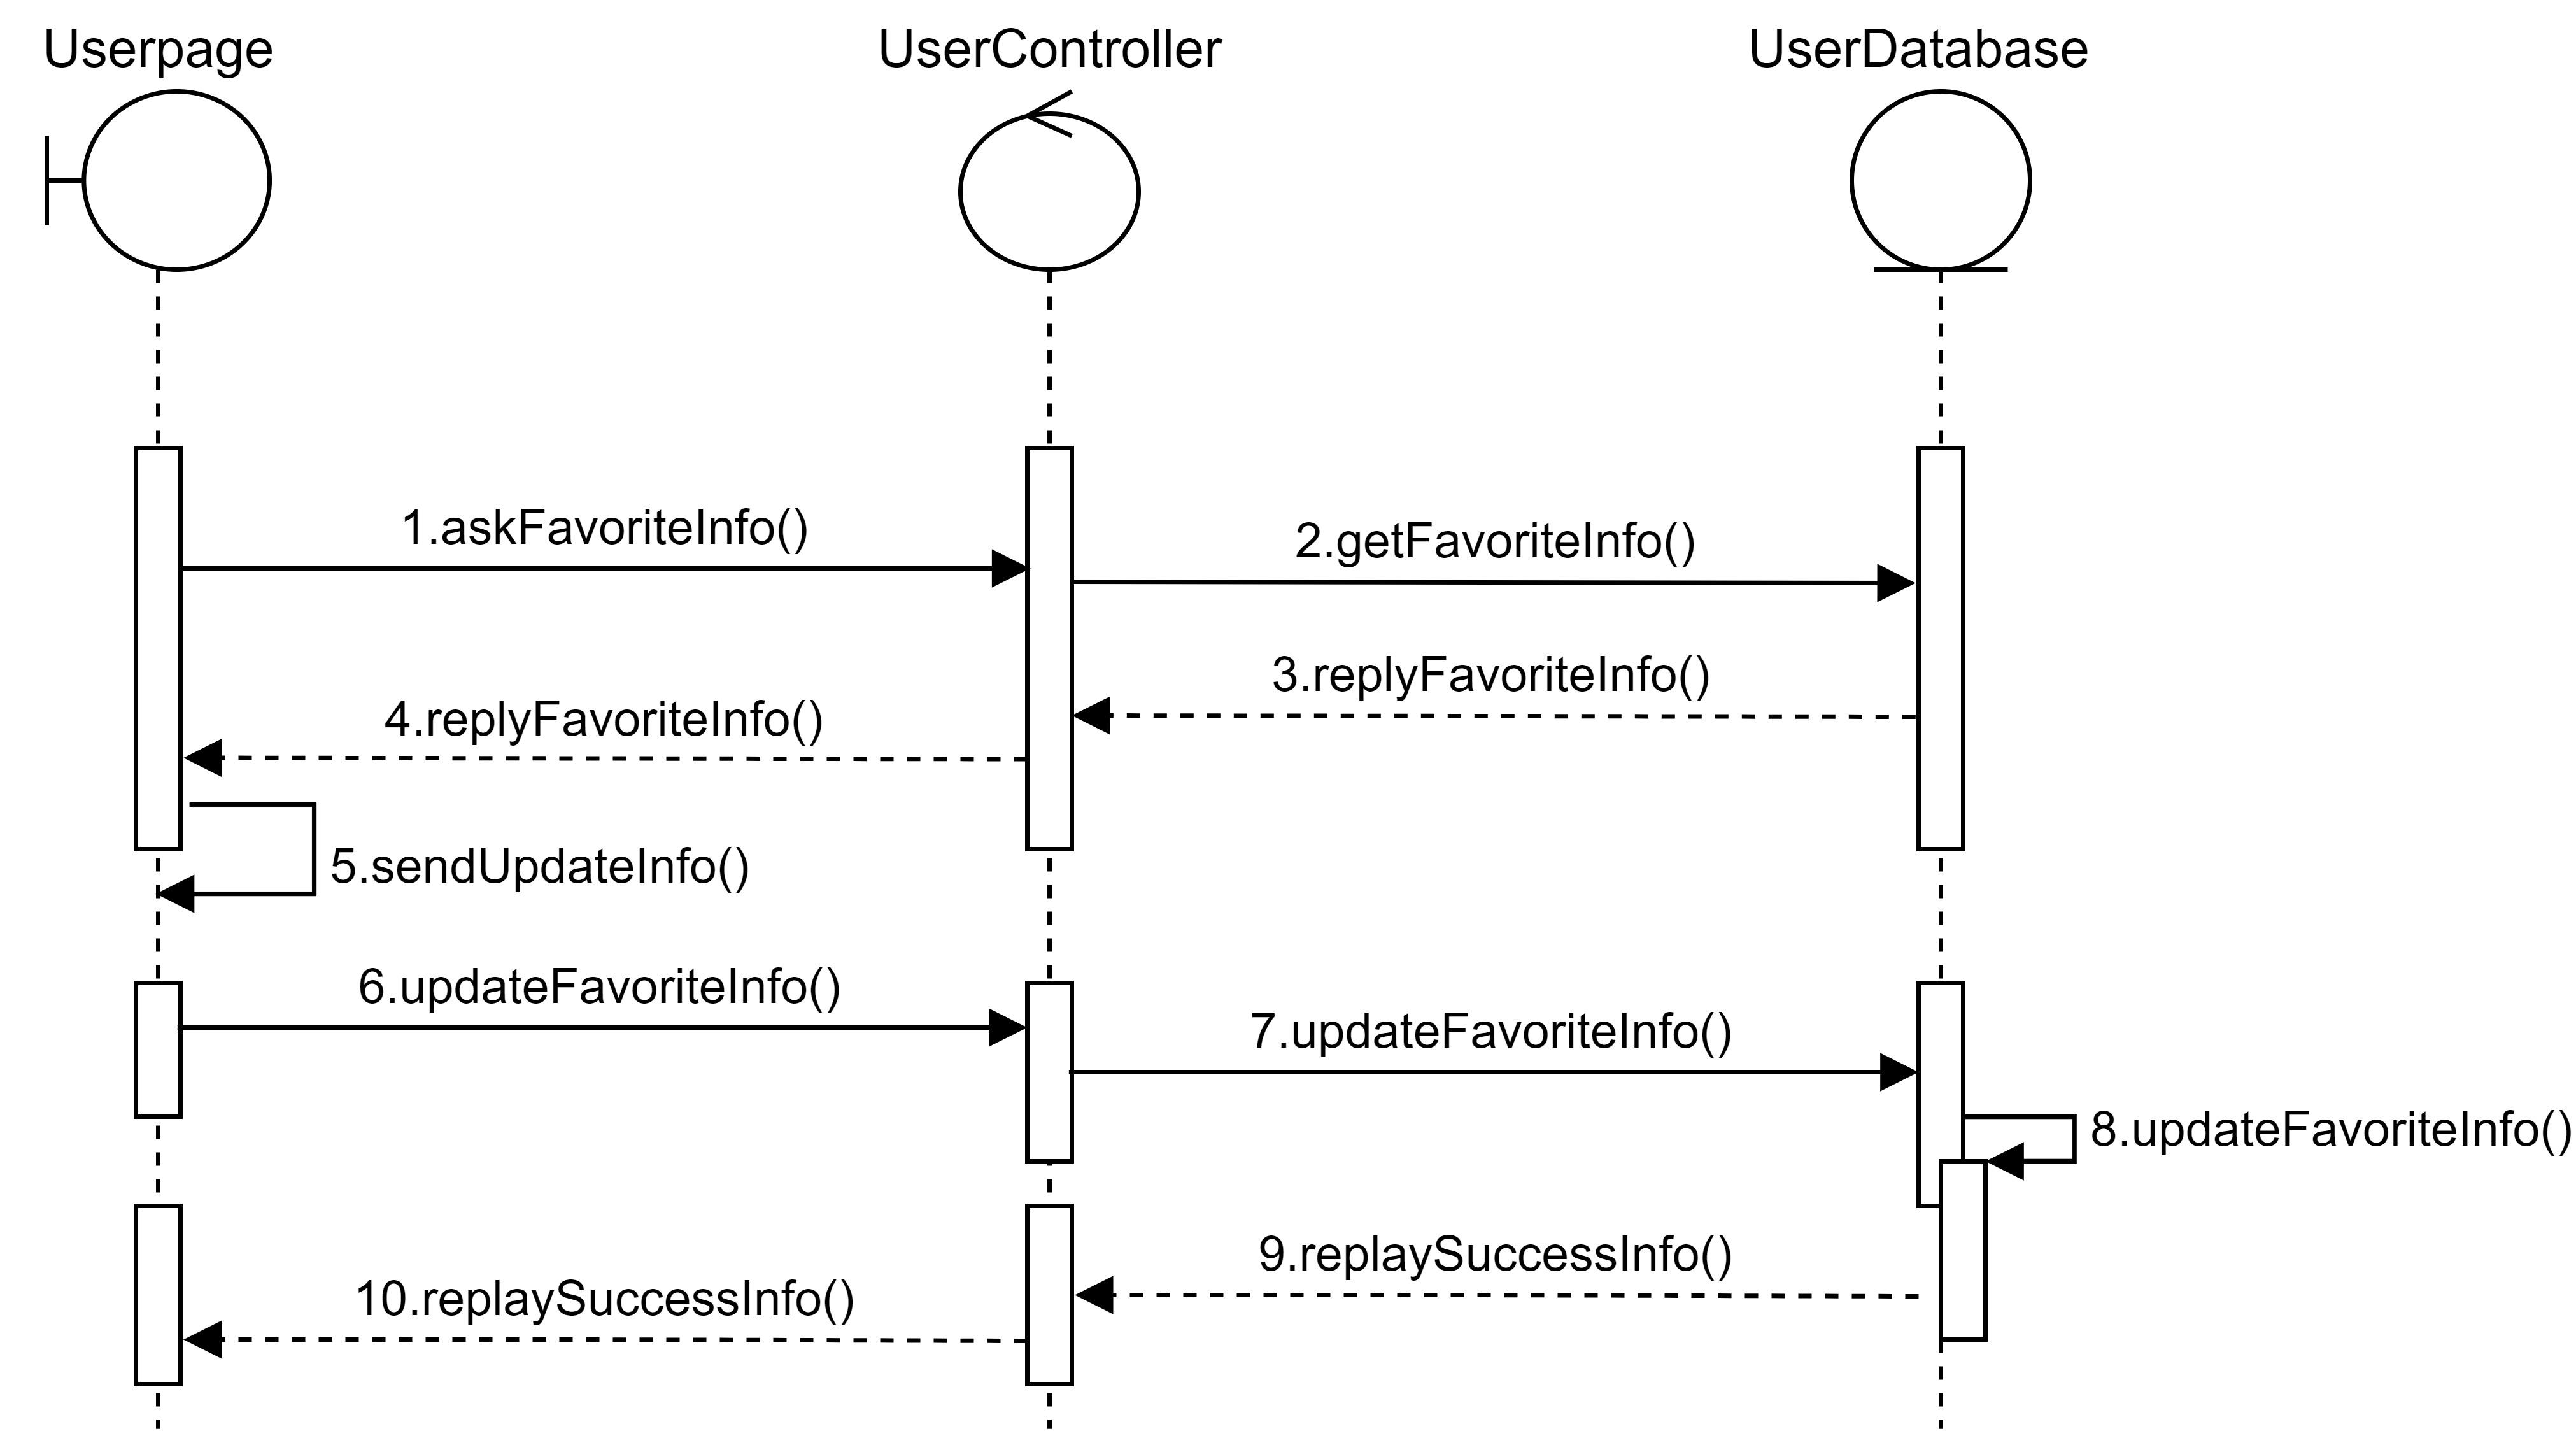 Userpage
UserController
UserDatabase
1.askFavoriteInfo()
2.getFavoriteInfo()
3.replyFavoriteInfo()
4.replyFavoriteInfo()
5.sendUpdateInfo()
6.updateFavoriteInfo()
7.updateFavoriteInfo()
8.updateFavoriteInfo()
9.replaySuccessInfo()
10.replaySuccessInfo()